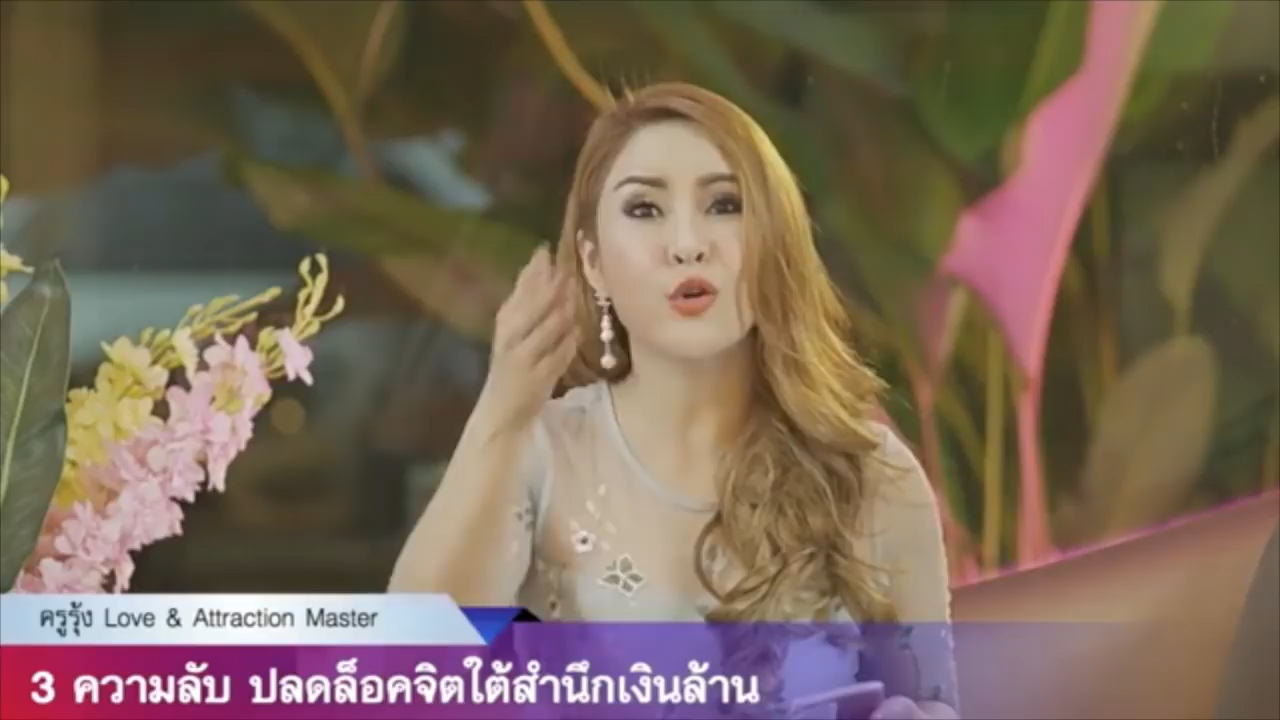 ครูรุ้ง Love & Attraction Master
3 ความลับ ปลดล็อคจิตใต้สำนึกเงินล้าน